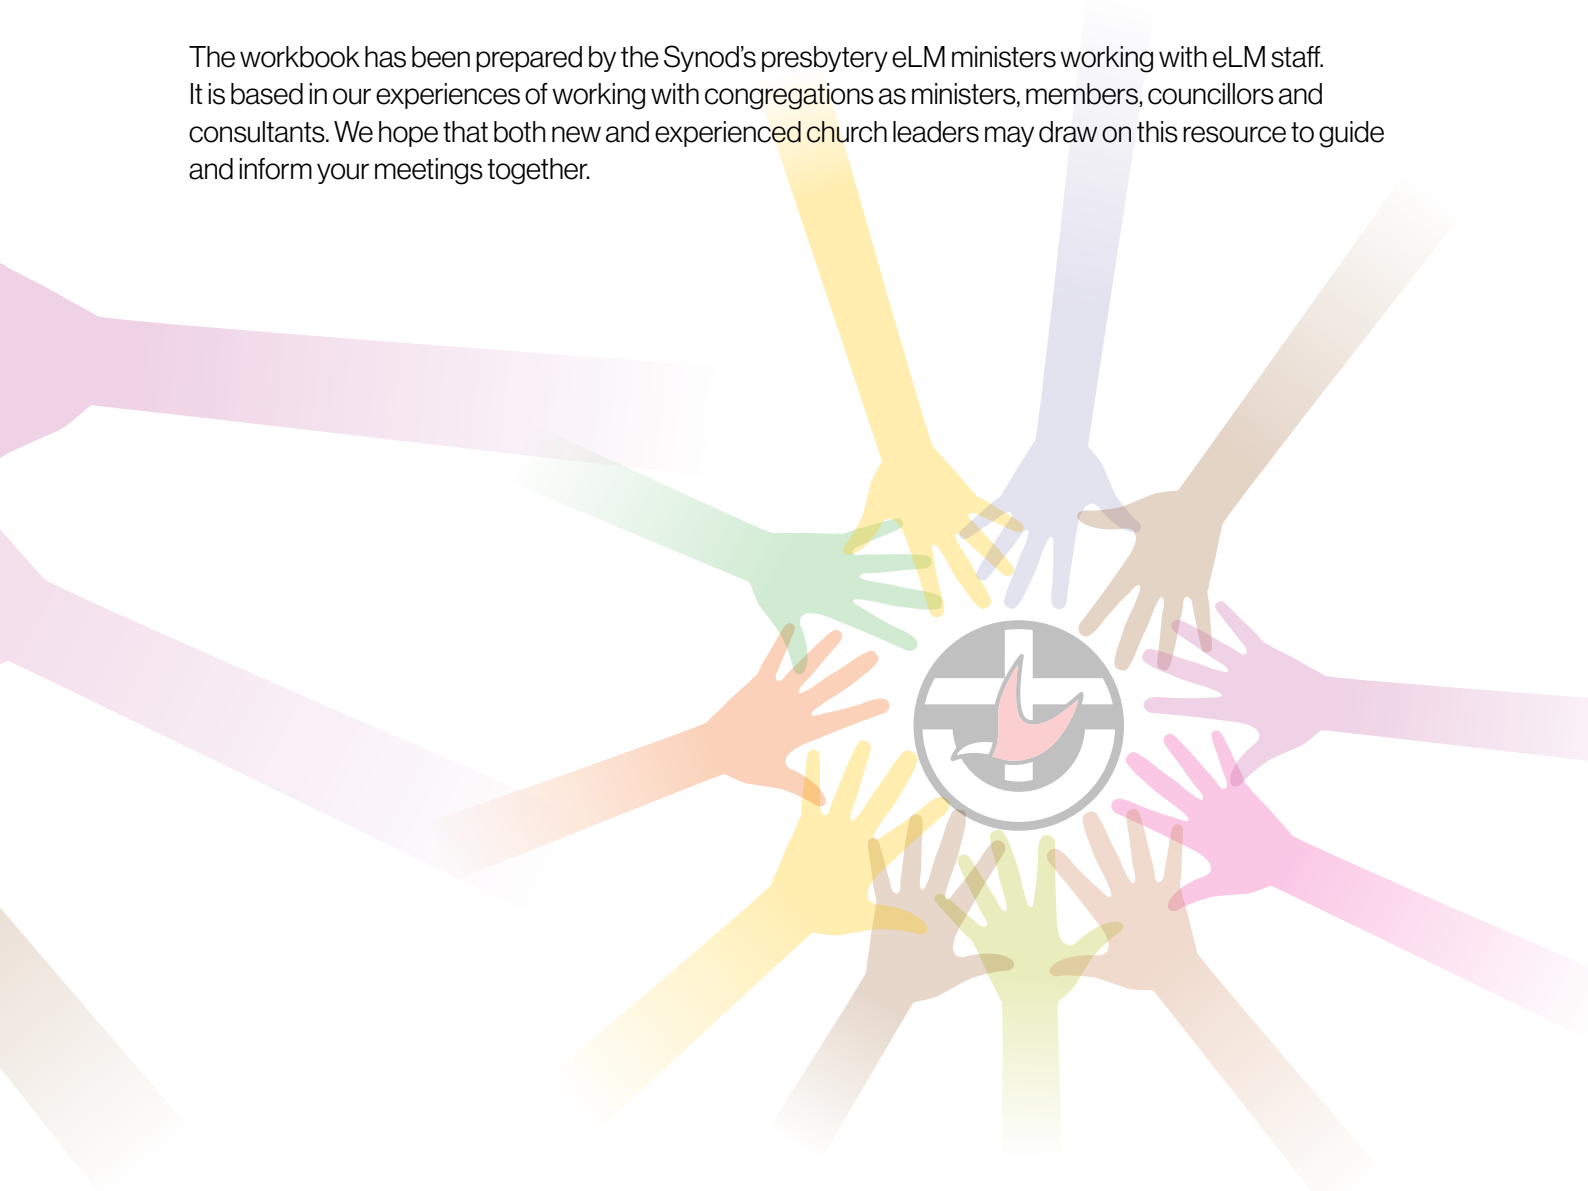 The workbook has been prepared by the Synod’s presbytery eLM ministers working with eLM staff.
It is based in our experiences of working with congregations as ministers, members, councillors and
consultants. We hope that both new and experienced church leaders may draw on this resource to guide
and inform your meetings together.